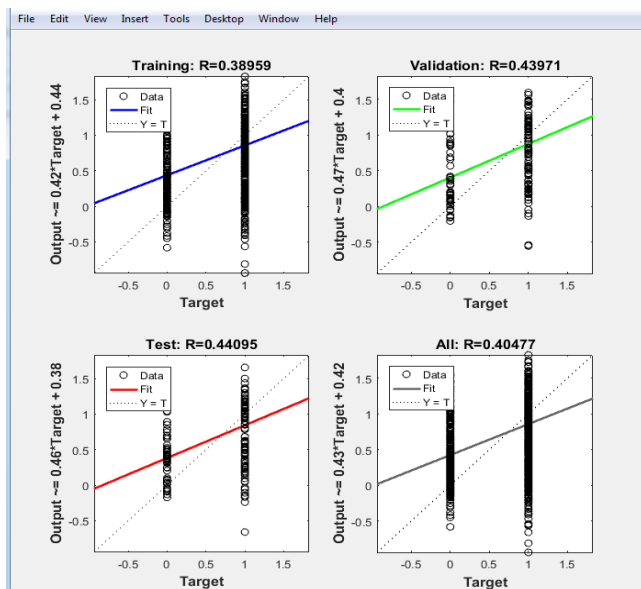 File Edit View Insert Tools Desktop Window Help
Training: R=0.38959
Output ~= 0.42*Target + 0.44
1.5
1
0.5
0
-0.5
Data
Fit
Y = T
-0.5 0 0.5 1 1.5
Target
Validation: R=0.43971
Output ~= 0.47*Target + 0.4
1.5
1
0.5
0
-0.5
Data
Fit
Y = T
-0.5 0 0.5 1 1.5
Target
Test: R=0.44095
Output ~= 0.46*Target + 0.38
1.5
1
0.5
0
-0.5
Data
Fit
Y = T
-0.5 0 0.5 1 1.5
Target
All: R=0.40477
Output ~= 0.43*Target + 0.42
1.5
1
0.5
0
-0.5
Data
Fit
Y = T
-0.5 0 0.5 1 1.5
Target